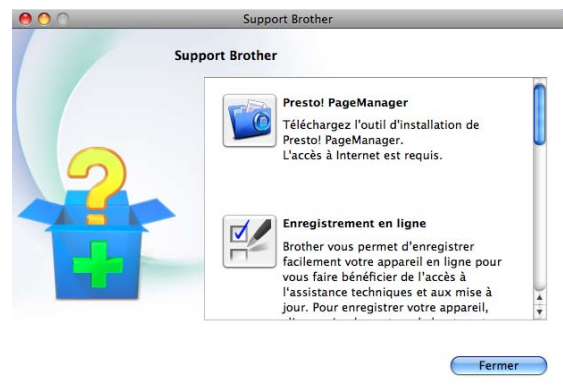 Support Brother
Support Brother
Presto! PageManager
Téléchargez l'outil d'installation de
Presto! PageManager.
L'accès à Internet est requis.
Enregistrement en ligne
Brother vous permet d'enregistrer
facilement votre appareil en ligne pour
vous faire bénéficier de l'accès à
l'assistance techniques et aux mise à
jour. Pour enregistrer votre appareil,
Fermer